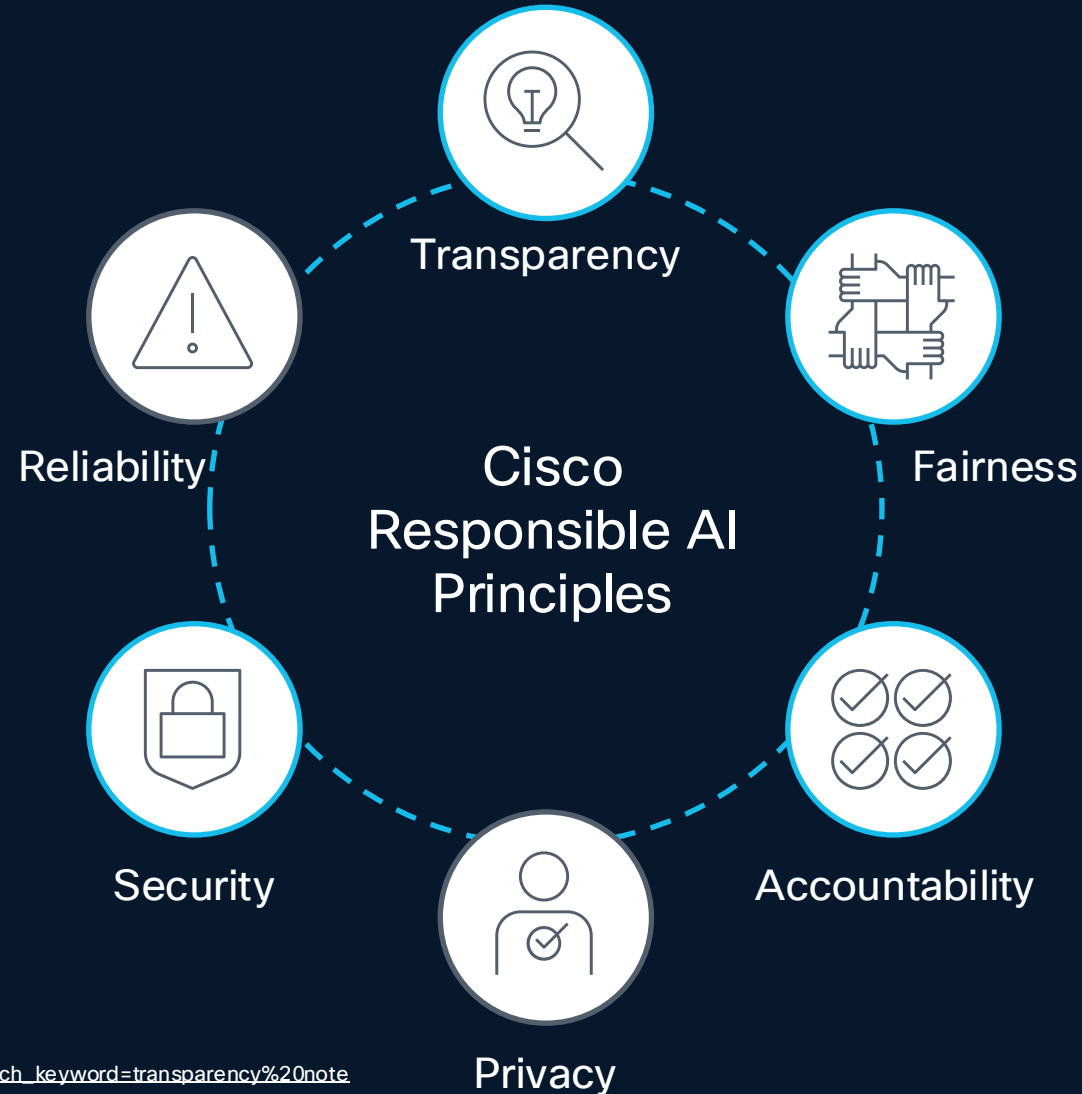 Transparency
Reliability
Fairness
Cisco
Responsible AI
Principles
Security
Accountability
Privacy
ch_keyword=transparency%20note